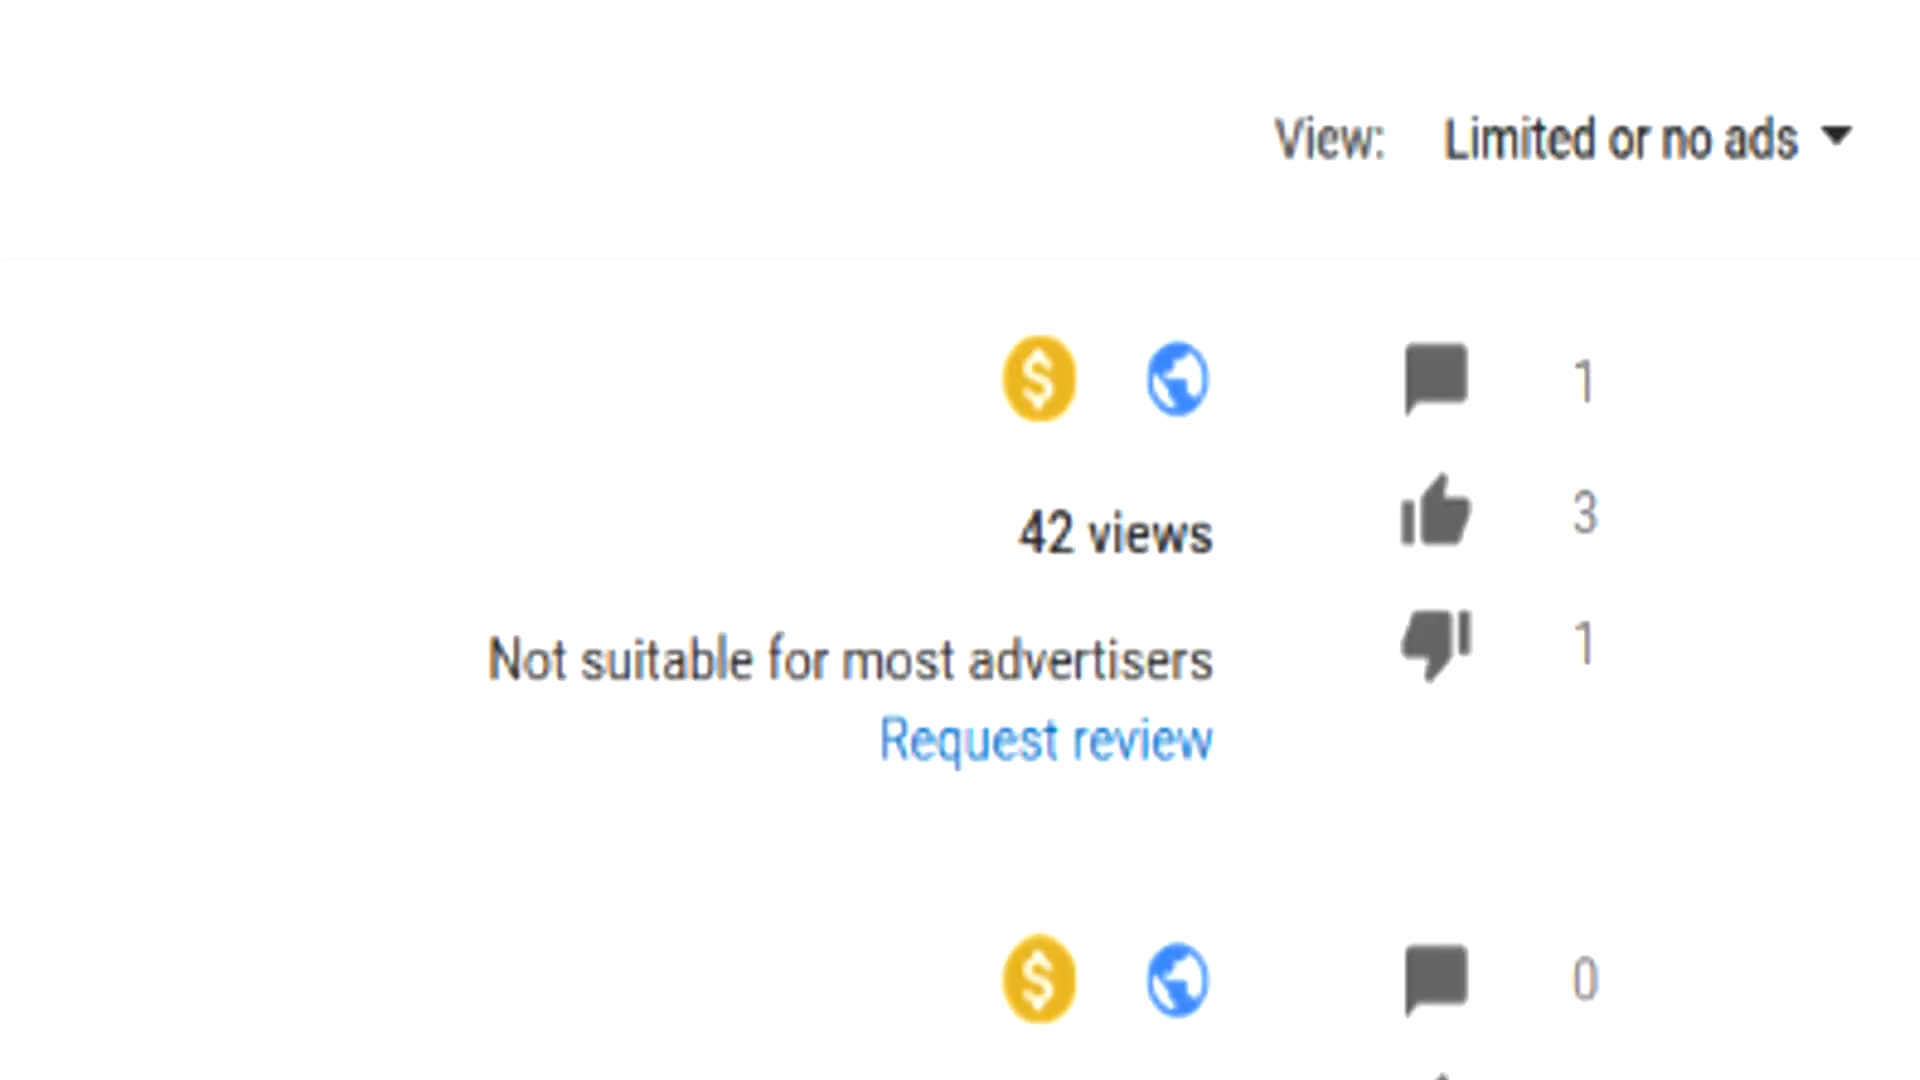 View: Limited or no ads
1
42 views
3
Not suitable for most advertisers
1
Request review
0